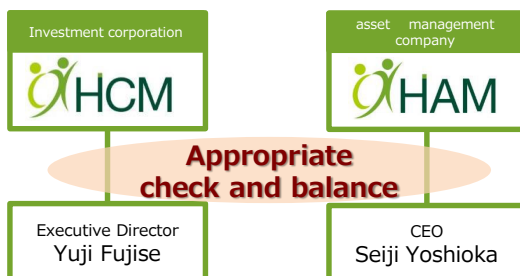 Investment corporation
HCM
asset management
company
HAM
Appropriate
check and balance
Executive Director
Yuji Fujise
CEO
Seiji Yoshioka